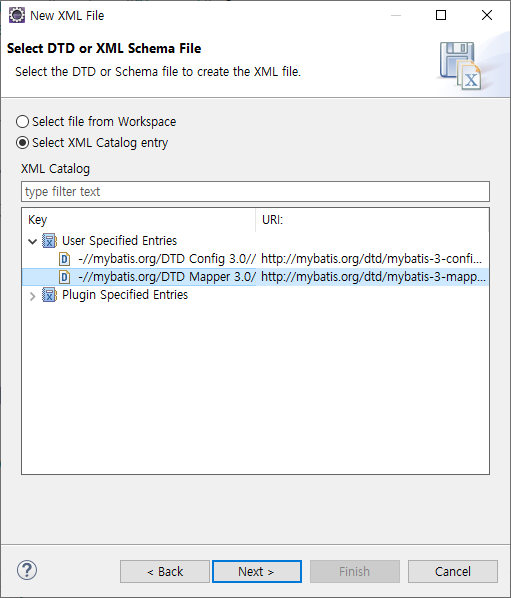 New XML File
Select DTD or XML Schema File
Select the DTD or Schema file to create the XML file.
Select file from Workspace
Select XML Catalog entry
XML Catalog
type filter text
Key URI:
User Specified Entries
-//mybatis.org/DTD Config 3.0// http://mybatis.org/dtd/mybatis-3-confi...
-//mybatis.org/DTD Mapper 3.0/ http://mybatis.org/dtd/mybatis-3-mapp...
Plugin Specified Entries
< Back Next > Finish Cancel